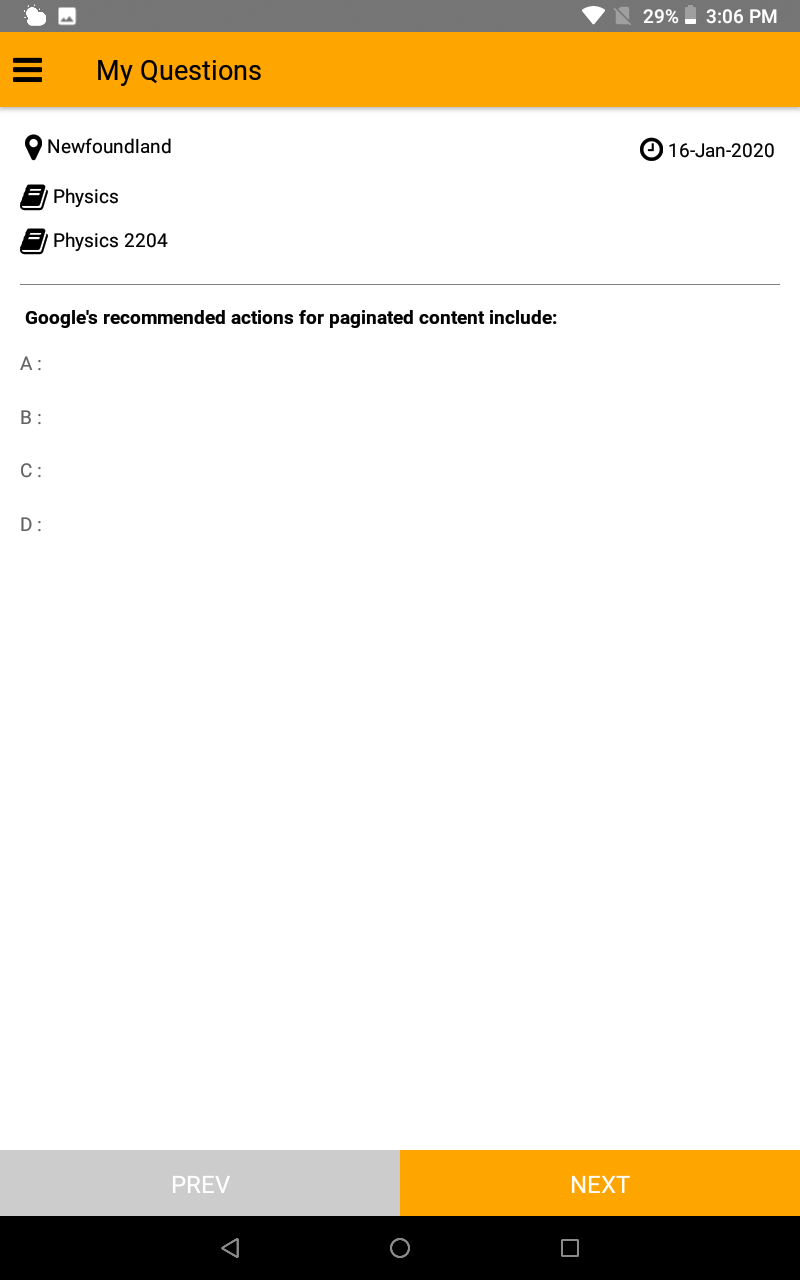 29% 3:06 PM
My Questions
Newfoundland
16-Jan-2020
Physics
Physics 2204
Google's recommended actions for paginated content include:
A :
B :
C :
D :
PREV
NEXT